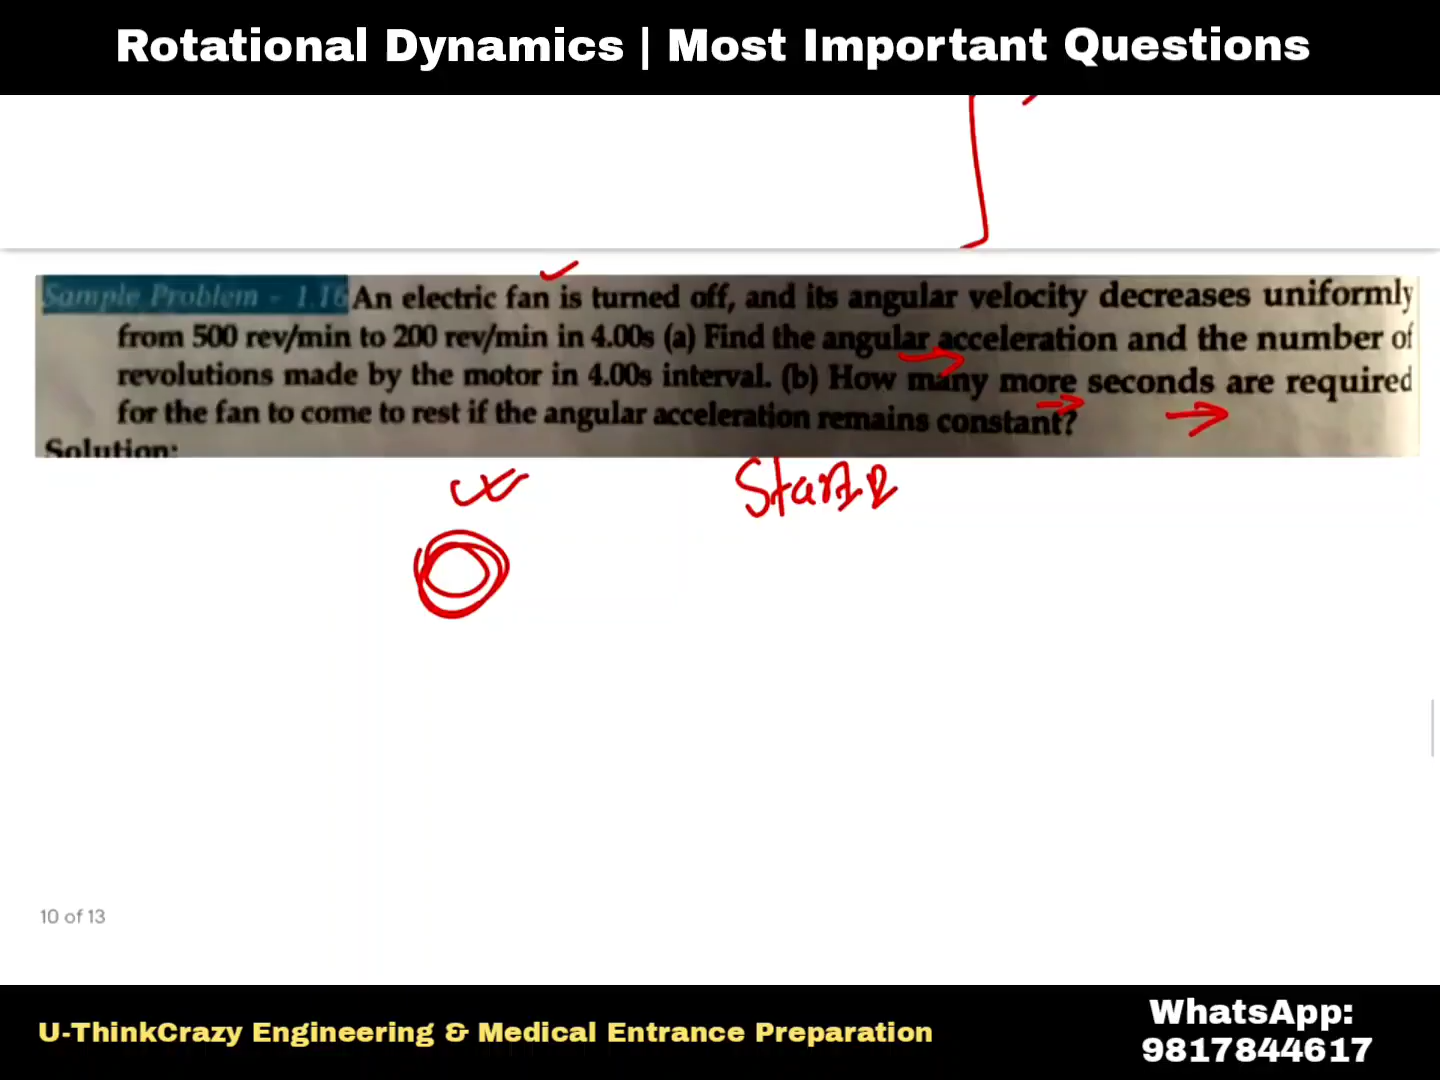 Rotational Dynamics | Most Important Questions
Sample Problem - 1.16 An electric fan is turned off, and its angular velocity decreases uniformly
from 500 rev/min to 200 rev/min in 4.00s (a) Find the angular acceleration and the number of
revolutions made by the motor in 4.00s interval. (b) How many more seconds are required
for the fan to come to rest if the angular acceleration remains constant?
Solution:
10 of 13
U-ThinkCrazy Engineering & Medical Entrance Preparation
WhatsApp:
9817844617